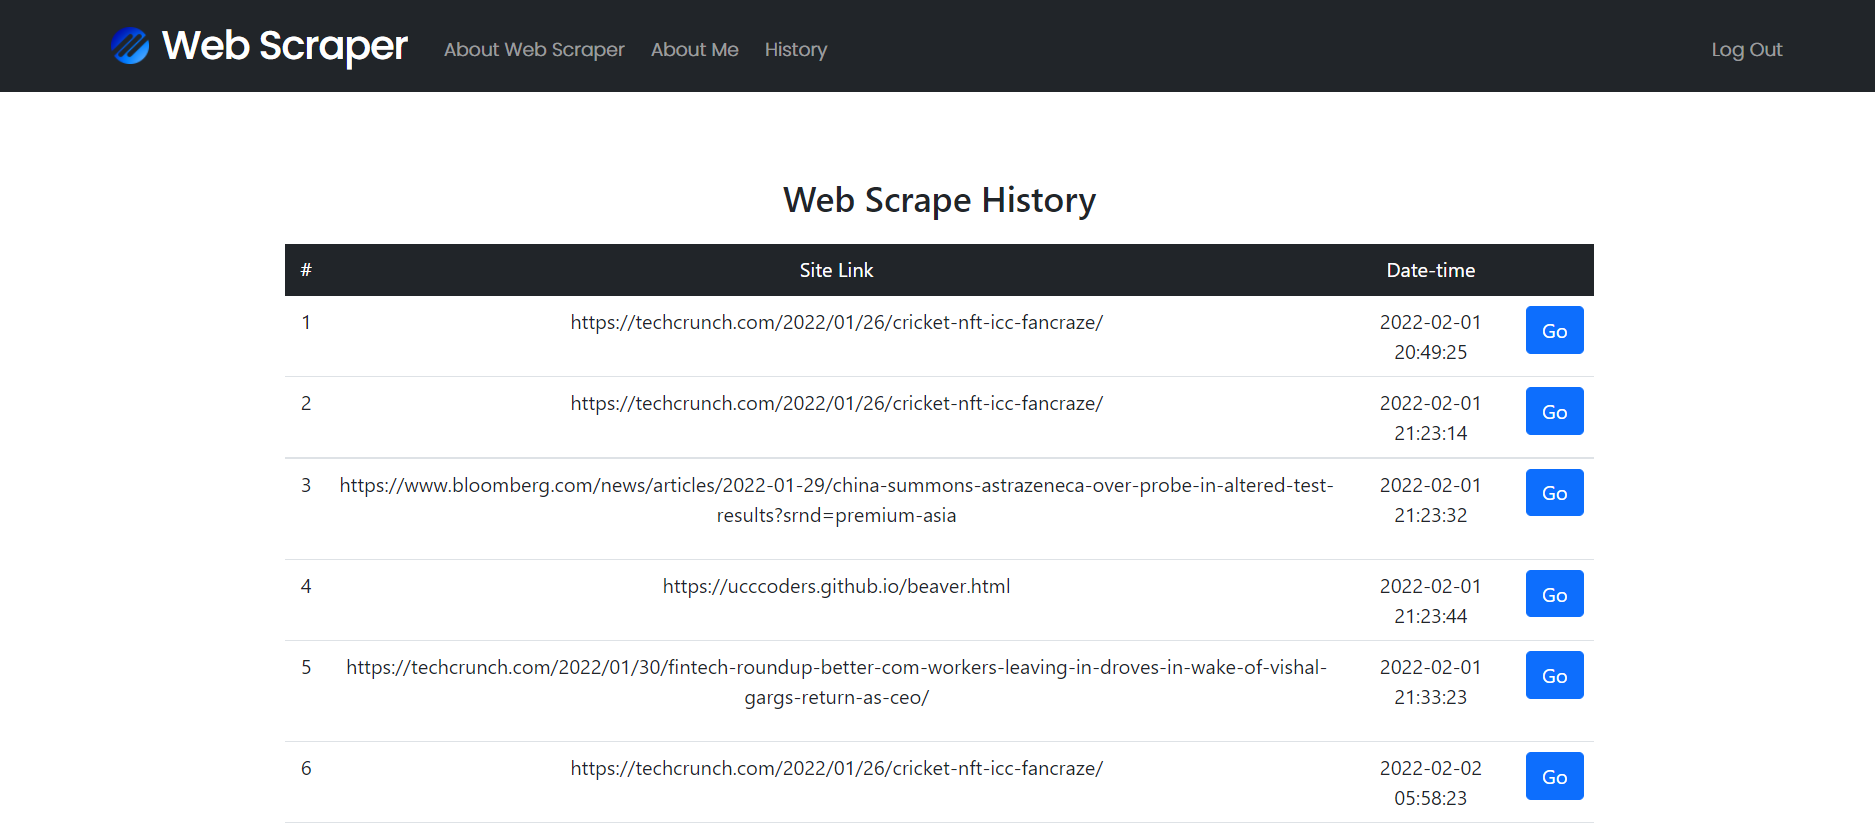 Web Scraper About Web Scraper About Me History Log Out
Web Scrape History
# Site Link Date-time
1 https://techcrunch.com/2022/01/26/cricket-nft-icc-fancraze/ 2022-02-01 Go
20:49:25
2 https://techcrunch.com/2022/01/26/cricket-nft-icc-fancraze/ 2022-02-01 Go
21:23:14
3 https://www.bloomberg.com/news/articles/2022-01-29/china-summons-astrazeneca-over-probe-in-altered-test- 2022-02-01 Go
results?srnd=premium-asia 21:23:32
4 https://ucccoders.github.io/beaver.html 2022-02-01 Go
21:23:44
5 https://techcrunch.com/2022/01/30/fintech-roundup-better-com-workers-leaving-in-droves-in-wake-of-vishal- 2022-02-01 Go
gargs-return-as-ceo/ 21:33:23
6 https://techcrunch.com/2022/01/26/cricket-nft-icc-fancraze/ 2022-02-02 Go
05:58:23